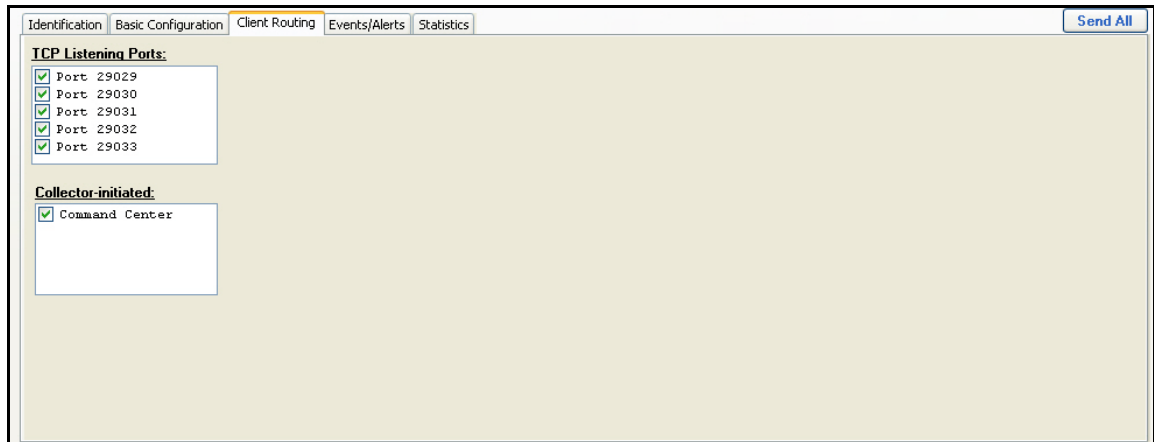 Identification Basic Configuration Client Routing Events/Alerts Statistics Send All
TCP Listening Ports:
Port 29029
Port 29030
Port 29031
Port 29032
Port 29033
Collector-initiated:
Command Center